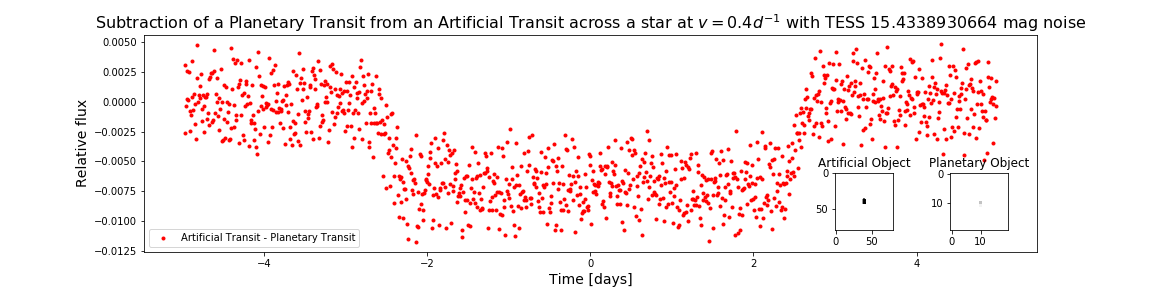 Subtraction of a Planetary Transit from an Artificial Transit across a star at v = 0.4d⁻¹ with TESS 15.4338930664 mag noise
Relative flux
0.0050
0.0025
0.0000
−0.0025
−0.0050
−0.0075
−0.0100
−0.0125
Artificial Object
0
50
0 50
Planetary Object
0
10
0 10
Artificial Transit - Planetary Transit
−4 −2 0 2 4
Time [days]